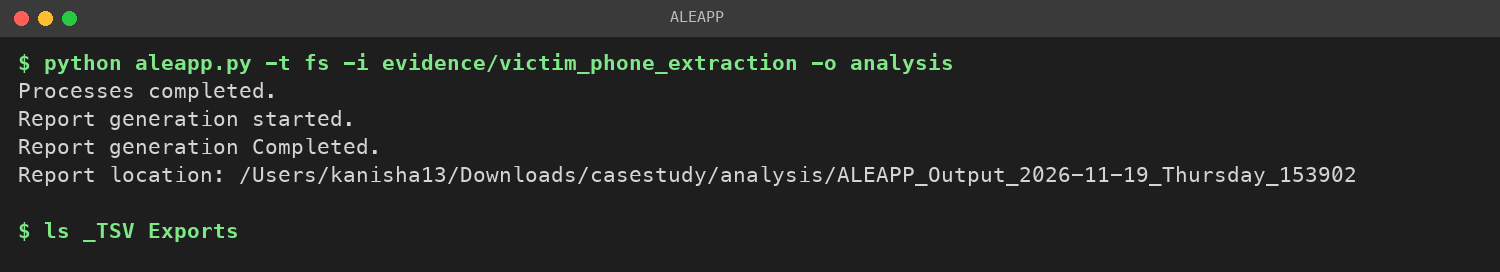 ALEAPP
$ python aleapp.py -t fs -i evidence/victim_phone_extraction -o analysis
Processes completed.
Report generation started.
Report generation Completed.
Report location: /Users/kanisha13/Downloads/casestudy/analysis/ALEAPP_Output_2026-11-19_Thursday_153902
$ ls _TSV Exports